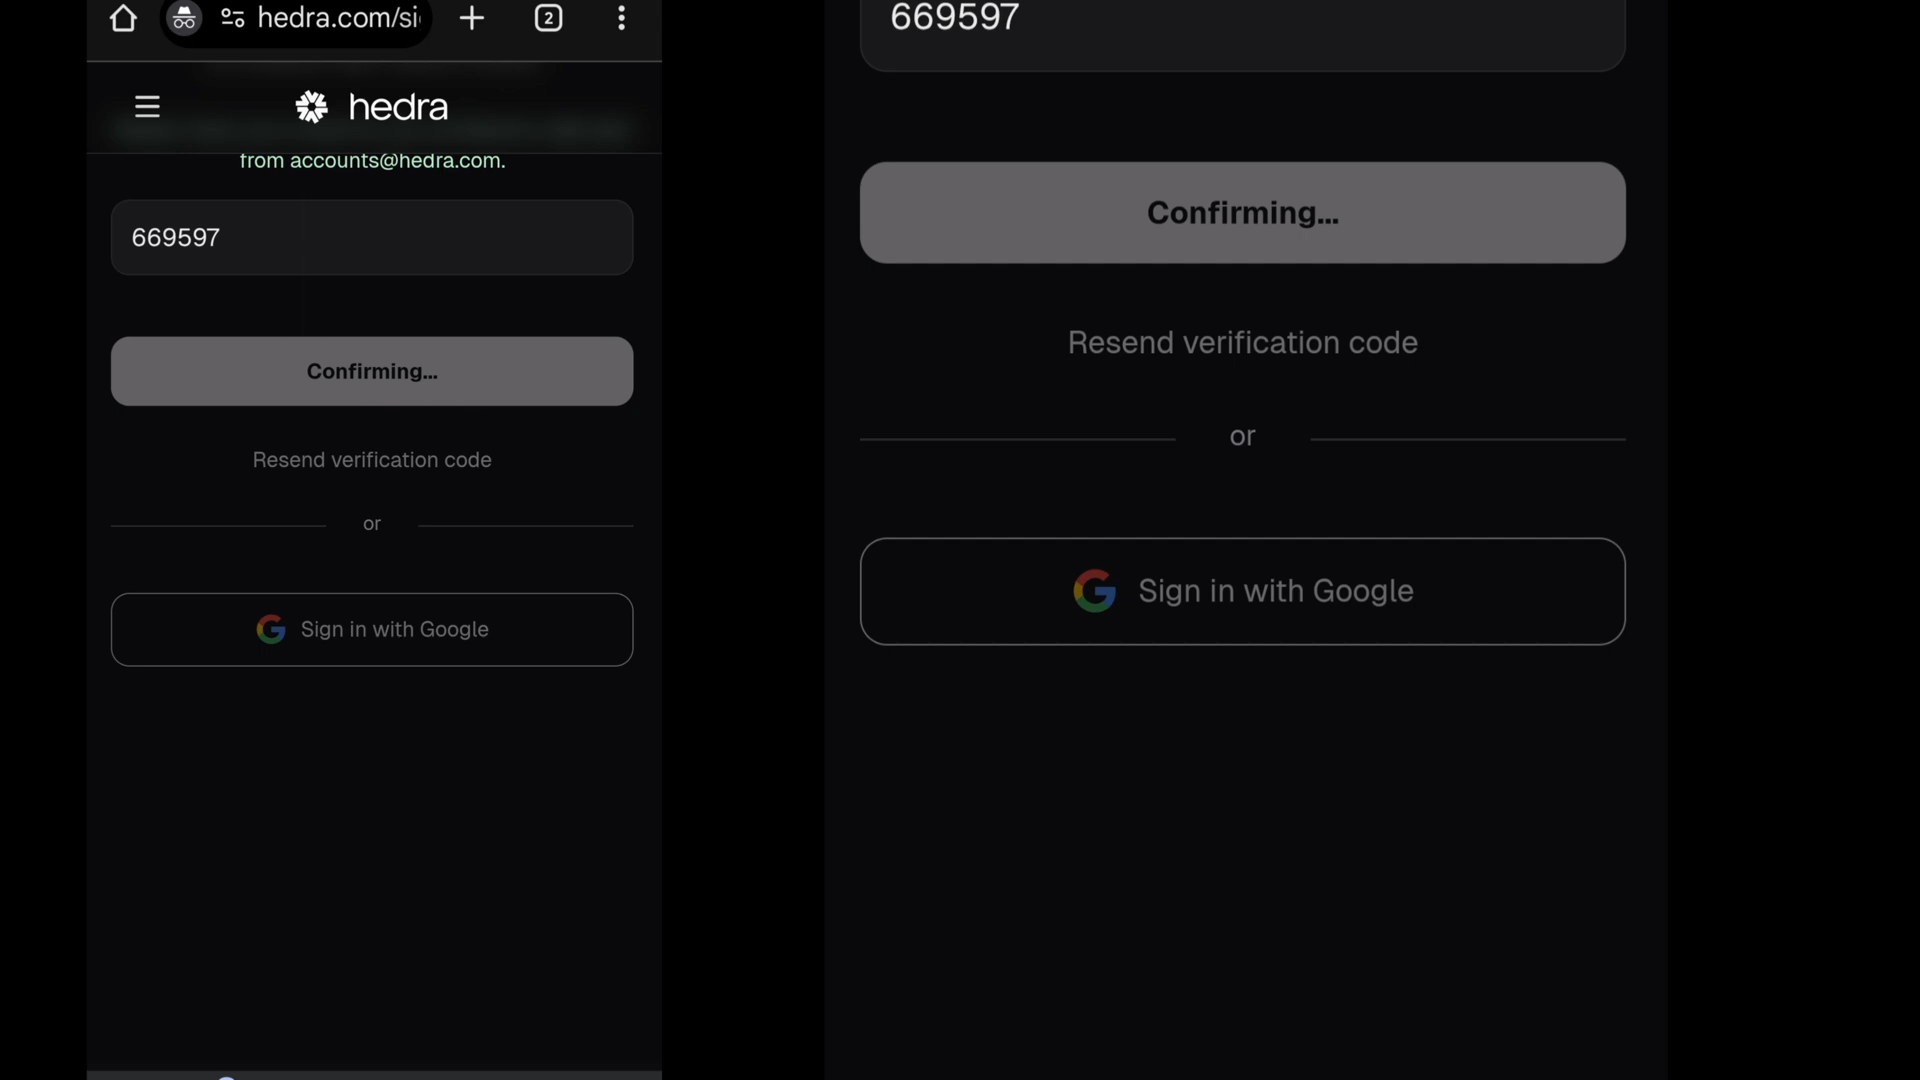 hedra.com/si
2
hedra
from accounts@hedra.com.
669597
Confirming...
Resend verification code
or
Sign in with Google
669597
Confirming...
Resend verification code
or
Sign in with Google